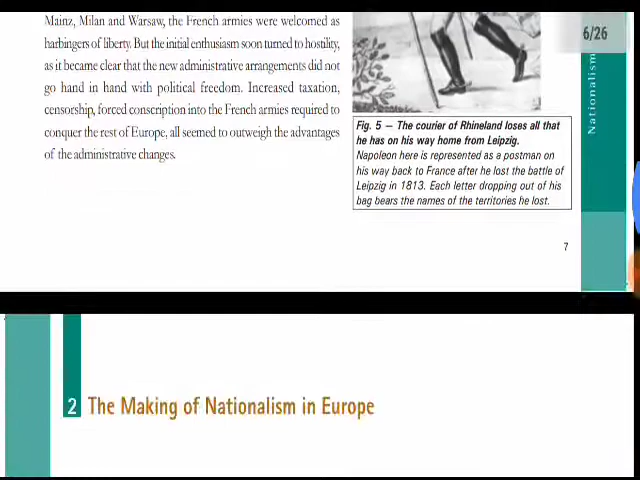 Mainz, Milan and Warsaw, the French armies were welcomed as
harbingers of liberty. But the initial enthusiasm soon turned to hostility,
as it became clear that the new administrative arrangements did not
go hand in hand with political freedom. Increased taxation,
censorship, forced conscription into the French armies required to
conquer the rest of Europe, all seemed to outweigh the advantages
of the administrative changes.
6/26
Nationalism
Fig. 5 — The courier of Rhineland loses all that
he has on his way home from Leipzig.
Napoleon here is represented as a postman on
his way back to France after he lost the battle of
Leipzig in 1813. Each letter dropping out of his
bag bears the names of the territories he lost.
7
2 The Making of Nationalism in Europe